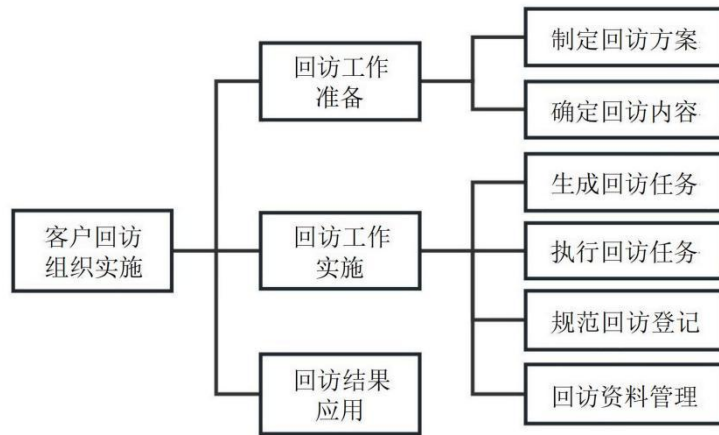 客户回访
组织实施
回访工作
准备
制定回访方案
确定回访内容
回访工作
实施
生成回访任务
执行回访任务
规范回访登记
回访资料管理
回访结果
应用